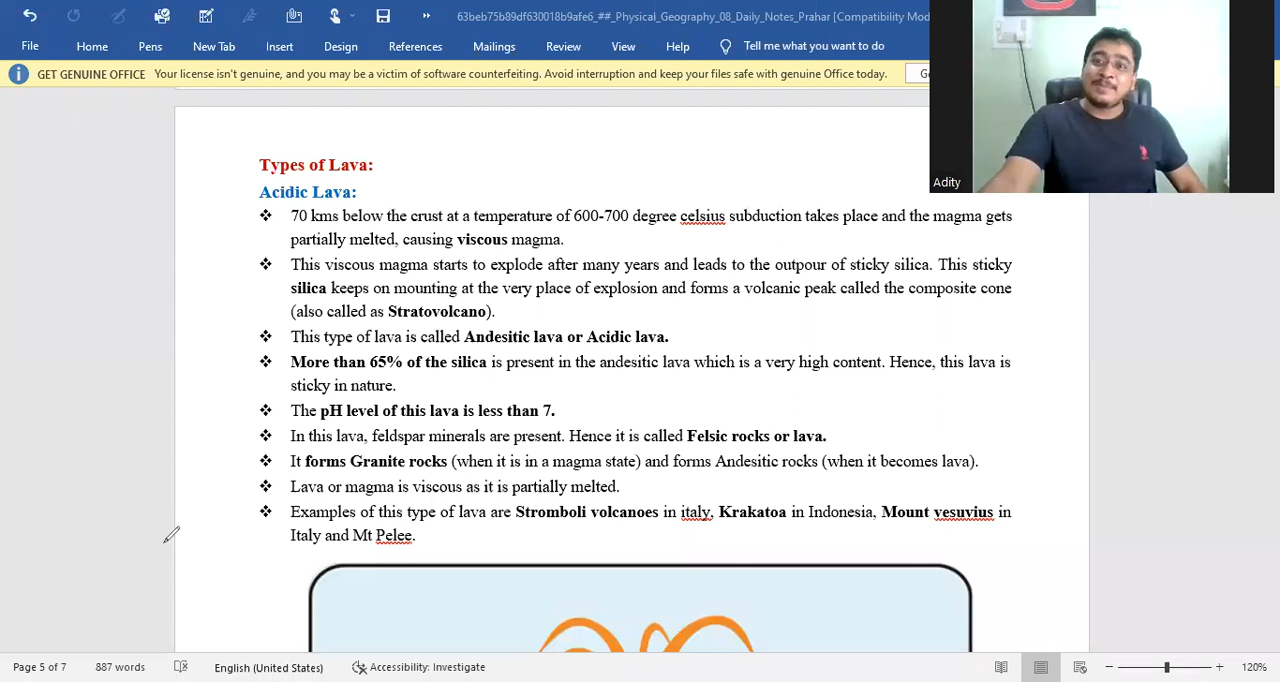 63beb75b89df630018b9afe6_##_Physical_Geography_08_Daily_Notes_Prahar [Compatibility Mod
File Home Pens New Tab Insert Design References Mailings Review View Help Tell me what you want to do
GET GENUINE OFFICE Your license isn't genuine, and you may be a victim of software counterfeiting. Avoid interruption and keep your files safe with genuine Office today.
Adity
Types of Lava:
Acidic Lava:
❖ 70 kms below the crust at a temperature of 600-700 degree celsius subduction takes place and the magma gets
partially melted, causing viscous magma.
❖ This viscous magma starts to explode after many years and leads to the outpour of sticky silica. This sticky
silica keeps on mounting at the very place of explosion and forms a volcanic peak called the composite cone
(also called as Stratovolcano).
❖ This type of lava is called Andesitic lava or Acidic lava.
❖ More than 65% of the silica is present in the andesitic lava which is a very high content. Hence, this lava is
sticky in nature.
❖ The pH level of this lava is less than 7.
❖ In this lava, feldspar minerals are present. Hence it is called Felsic rocks or lava.
❖ It forms Granite rocks (when it is in a magma state) and forms Andesitic rocks (when it becomes lava).
❖ Lava or magma is viscous as it is partially melted.
❖ Examples of this type of lava are Stromboli volcanoes in italy, Krakatoa in Indonesia, Mount vesuvius in
Italy and Mt Pelee.
Page 5 of 7 887 words English (United States) Accessibility: Investigate 120%